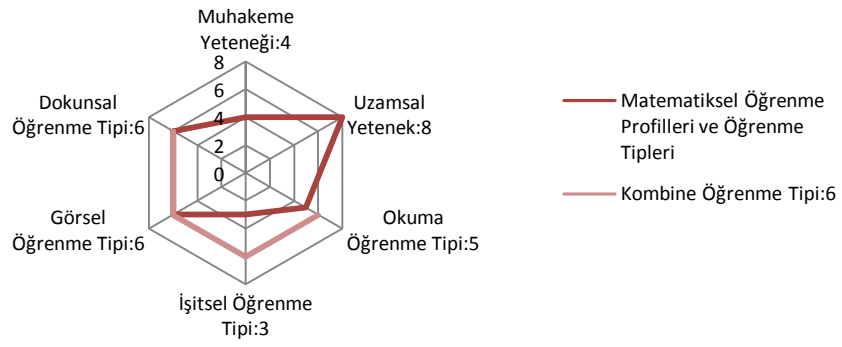 Muhakeme
Yeteneği:4
8
6
4
2
0
Uzamsal
Yetenek:8
Okuma
Öğrenme Tipi:5
İşitsel Öğrenme
Tipi:3
Görsel
Öğrenme Tipi:6
Dokunsal
Öğrenme Tipi:6
Matematiksel Öğrenme
Profilleri ve Öğrenme
Tipleri
Kombine Öğrenme Tipi:6